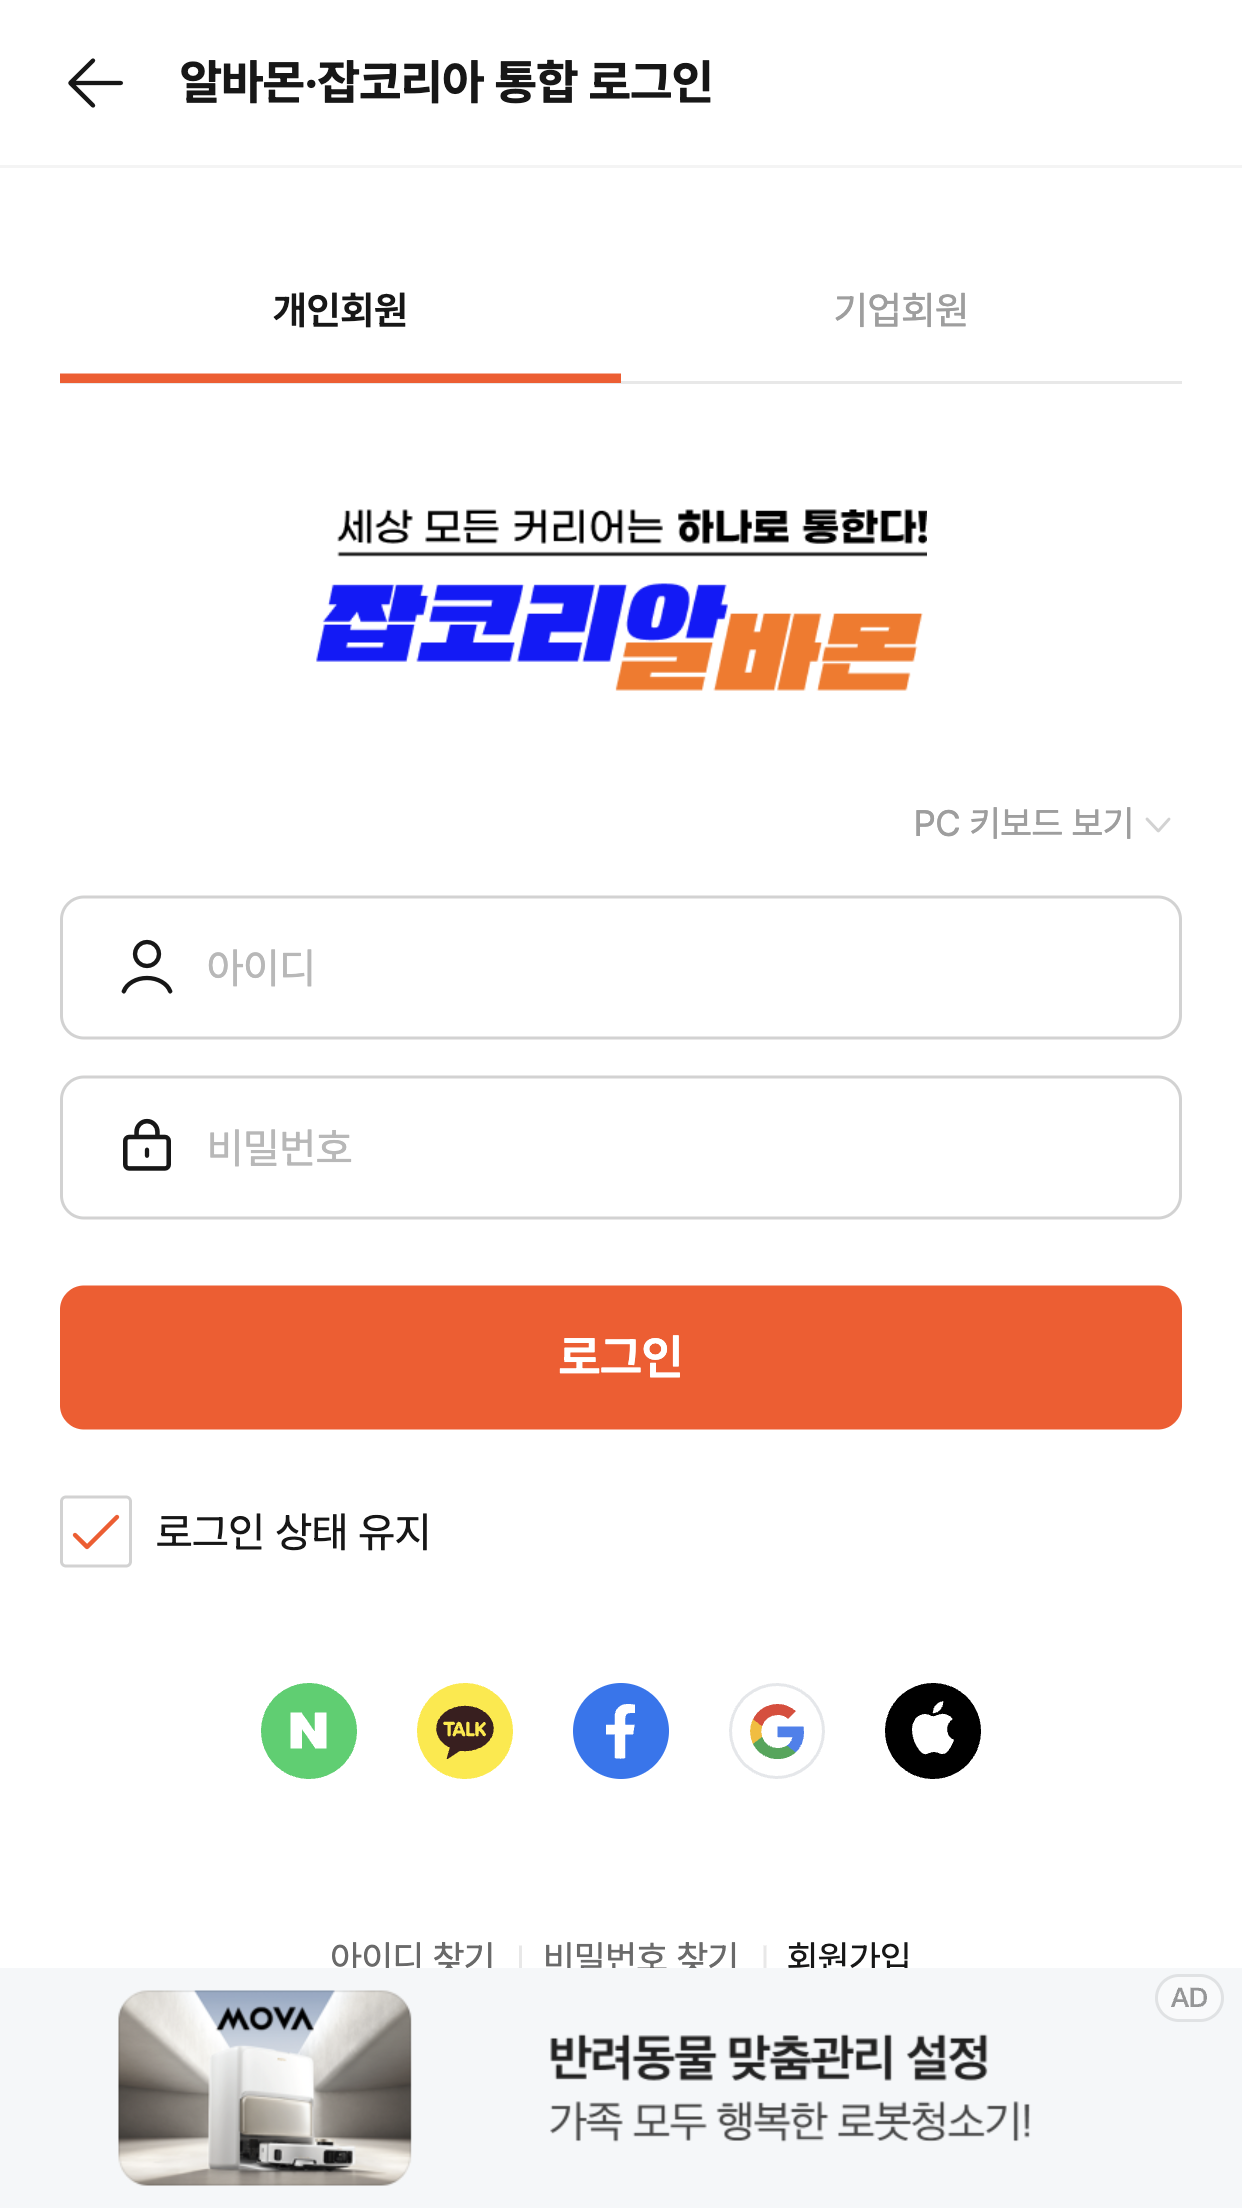 알바몬·잡코리아 통합 로그인
개인회원 기업회원
세상 모든 커리어는 하나로 통한다!
잡코리알바몬
PC 키보드 보기
아이디
비밀번호
로그인
로그인 상태 유지
N TALK f G
아이디 찾기 비밀번호 찾기 회원가입
AD
MOVA
반려동물 맞춤관리 설정
가족 모두 행복한 로봇청소기!